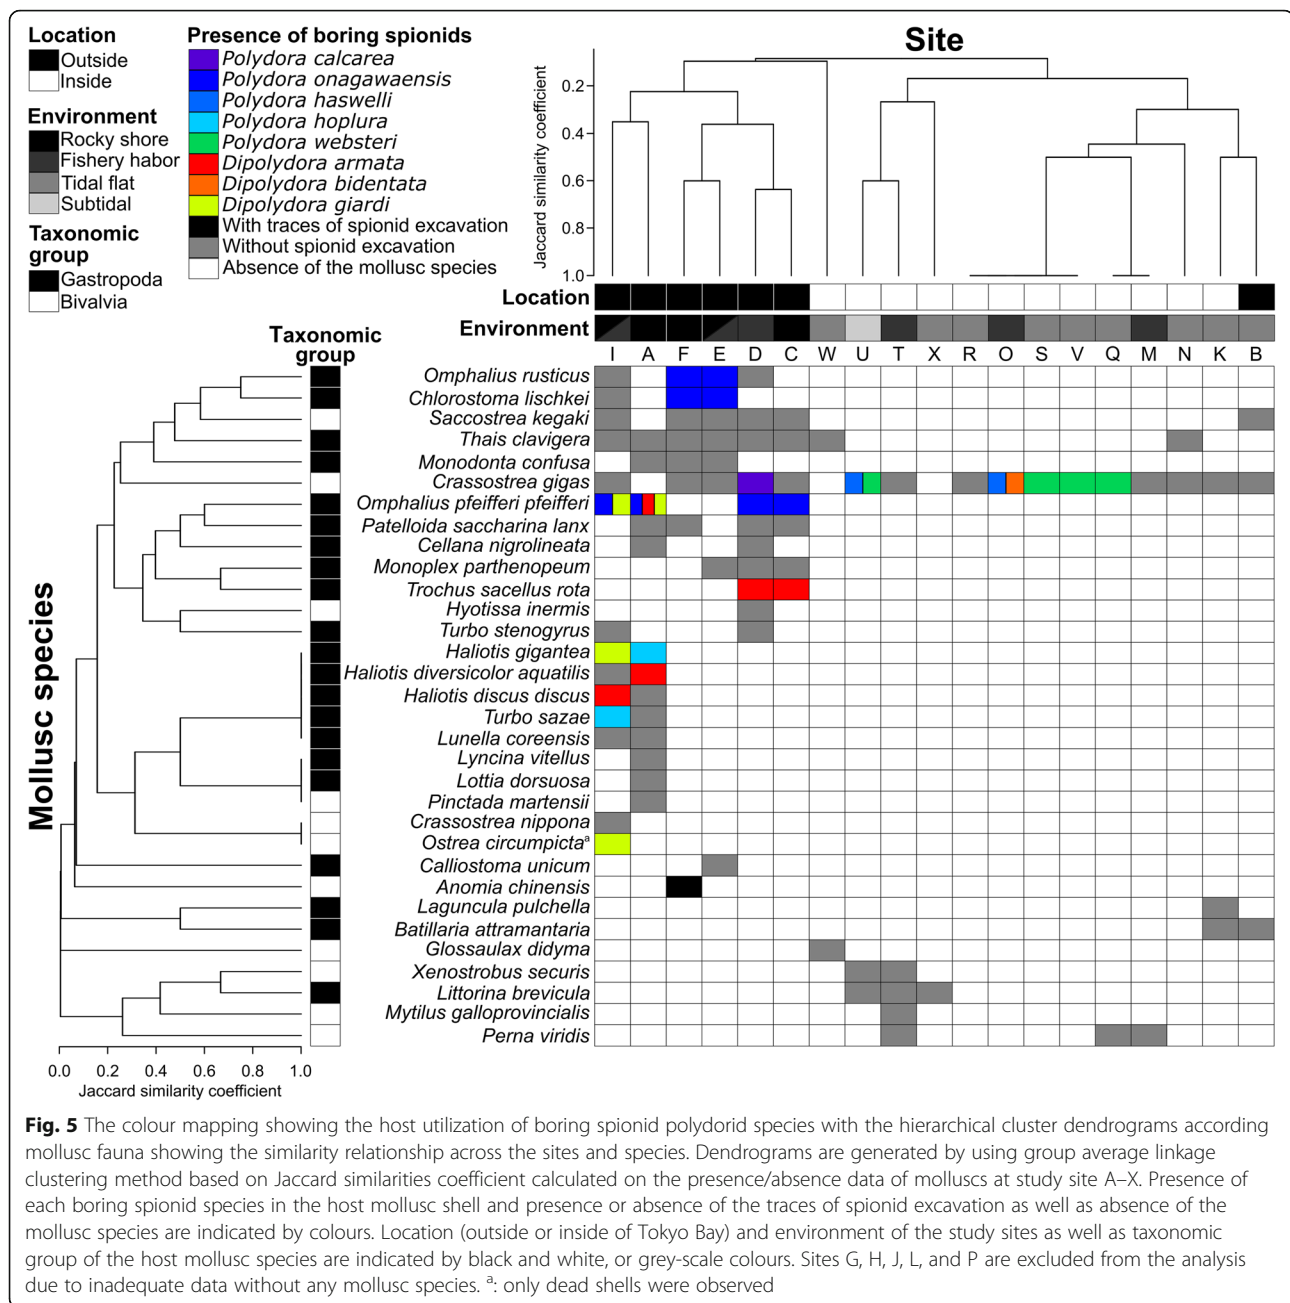 Location
Outside
Inside
Environment
Rocky shore
Fishery habor
Tidal flat
Subtidal
Taxonomic
group
Gastropoda
Bivalvia
Presence of boring spionids
Polydora calcarea
Polydora onagawaensis
Polydora haswelli
Polydora hoplura
Polydora websteri
Dipolydora armata
Dipolydora bidentata
Dipolydora giardi
With traces of spionid excavation
Without spionid excavation
Absence of the mollusc species
Site
Jaccard similarity coefficient
0.2
0.4
0.6
0.8
1.0
Location
Environment
I A F E D C W U T X R O S V Q M N K B
Taxonomic
group
Mollusc species
Omphalius rusticus
Chlorostoma lischkei
Saccostrea kegaki
Thais clavigera
Monodonta confusa
Crassostrea gigas
Omphalius pfeifferi pfeifferi
Patelloida saccharina lanx
Cellana nigrolineata
Monoplex parthenopeum
Trochus sacellus rota
Hyotissa inermis
Turbo stenogyrus
Haliotis gigantea
Haliotis diversicolor aquatilis
Haliotis discus discus
Turbo sazae
Lunella coreensis
Lyncina vitellus
Lottia dorsuosa
Pinctada martensii
Crassostrea nippona
Ostrea circumpictaᵃ
Calliostoma unicum
Anomia chinensis
Laguncula pulchella
Batillaria attramantaria
Glossaulax didyma
Xenostrobus securis
Littorina brevicula
Mytilus galloprovincialis
Perna viridis
0.0 0.2 0.4 0.6 0.8 1.0
Jaccard similarity coefficient
Fig. 5 The colour mapping showing the host utilization of boring spionid polydorid species with the hierarchical cluster dendrograms according
mollusc fauna showing the similarity relationship across the sites and species. Dendrograms are generated by using group average linkage
clustering method based on Jaccard similarities coefficient calculated on the presence/absence data of molluscs at study site A–X. Presence of
each boring spionid species in the host mollusc shell and presence or absence of the traces of spionid excavation as well as absence of the
mollusc species are indicated by colours. Location (outside or inside of Tokyo Bay) and environment of the study sites as well as taxonomic
group of the host mollusc species are indicated by black and white, or grey-scale colours. Sites G, H, J, L, and P are excluded from the analysis
due to inadequate data without any mollusc species. ᵃ: only dead shells were observed